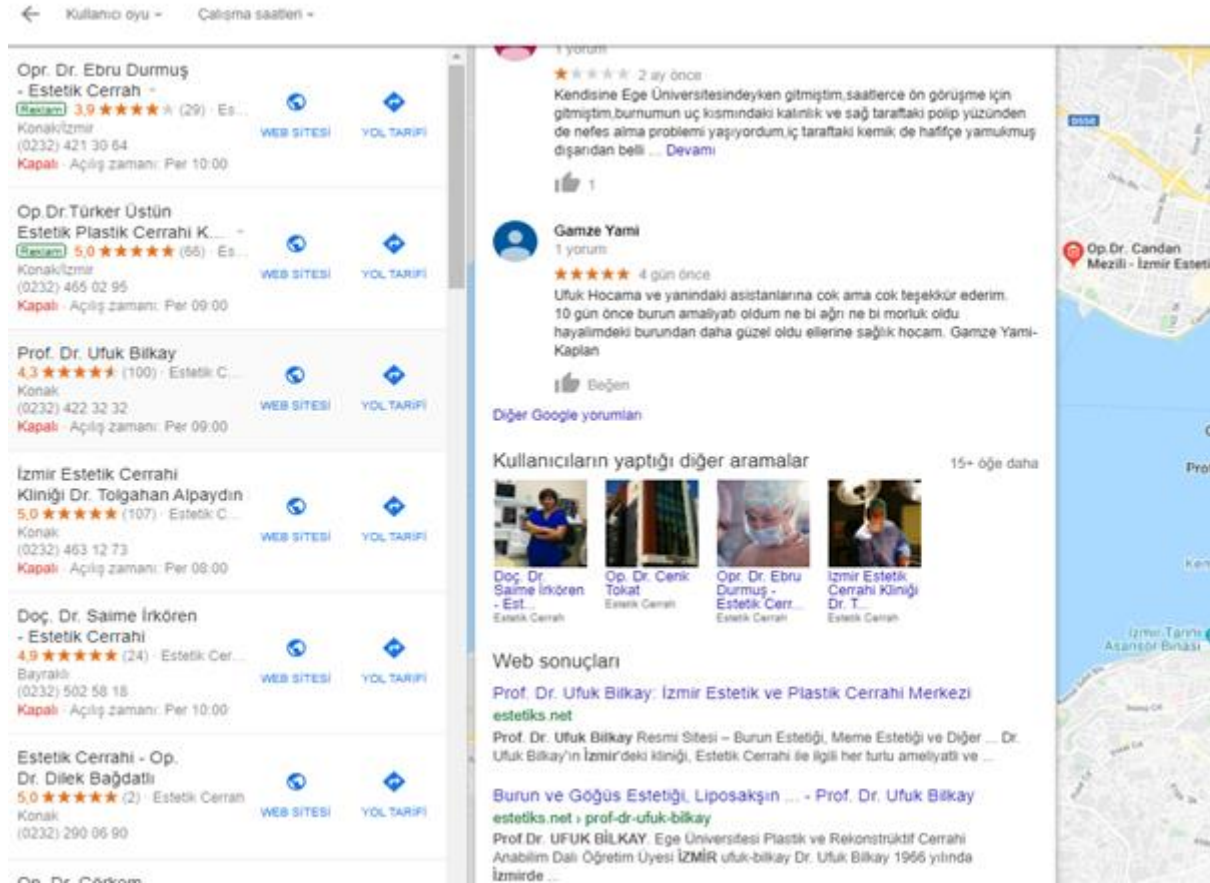 Kullanıcı oyu
Çalışma saatleri
Opr. Dr. Ebru Durmuş
- Estetik Cerrah
Reklam 3,9 (29) · Es...
Konak/İzmir
(0232) 421 30 64
Kapalı · Açılış zamanı: Per 10:00
WEB SİTESİ
YOL TARİFİ
Op.Dr.Türker Üstün
Estetik Plastik Cerrahi K...
Reklam 5,0 (66) · Es...
Konak/İzmir
(0232) 465 02 95
Kapalı · Açılış zamanı: Per 09:00
WEB SİTESİ
YOL TARİFİ
Prof. Dr. Ufuk Bilkay
4,3 (100) · Estetik C...
Konak
(0232) 422 32 32
Kapalı · Açılış zamanı: Per 09:00
WEB SİTESİ
YOL TARİFİ
İzmir Estetik Cerrahi
Kliniği Dr. Tolgahan Alpaydın
5,0 (107) · Estetik C...
Konak
(0232) 463 12 73
Kapalı · Açılış zamanı: Per 08:00
WEB SİTESİ
YOL TARİFİ
Doç. Dr. Saime İrkören
- Estetik Cerrahi
4,9 (24) · Estetik Cer...
Bayraklı
(0232) 502 58 18
Kapalı · Açılış zamanı: Per 10:00
WEB SİTESİ
YOL TARİFİ
Estetik Cerrahi - Op.
Dr. Dilek Bağdatlı
5,0 (2) · Estetik Cerrah
Konak
(0232) 290 06 90
WEB SİTESİ
YOL TARİFİ
Op. Dr. Görkem
1 yorum
2 ay önce
Kendisine Ege Üniversitesindeyken gitmiştim,saatlerce ön görüşme için
gitmiştim,burnumun uç kısmındaki kalınlık ve sağ taraftaki polip yüzünden
de nefes alma problemi yaşıyordum,iç taraftaki kemik de hafifçe yamukmuş
dışarıdan belli ... Devamı
1
Gamze Yami
1 yorum
4 gün önce
Ufuk Hocama ve yanindaki asistanlarına cok ama cok teşekkür ederim.
10 gün önce burun amaliyatı oldum ne bi ağrı ne bi morluk oldu
hayalimdeki burundan daha güzel oldu ellerine sağlık hocam. Gamze Yami-
Kaplan
Beğen
Diğer Google yorumları
Kullanıcıların yaptığı diğer aramalar
15+ öğe daha
Doç. Dr.
Saime İrkören
- Est...
Estetik Cerrah
Op. Dr. Cenk
Tokat
Estetik Cerrah
Opr. Dr. Ebru
Durmuş -
Estetik Cerr...
Estetik Cerrah
İzmir Estetik
Cerrahi Kliniği
Dr. T...
Estetik Cerrah
Web sonuçları
Prof. Dr. Ufuk Bilkay: İzmir Estetik ve Plastik Cerrahi Merkezi
estetiks.net
Prof. Dr. Ufuk Bilkay Resmi Sitesi – Burun Estetiği, Meme Estetiği ve Diğer ... Dr.
Ufuk Bilkay'ın İzmir'deki kliniği, Estetik Cerrahi ile ilgili her turlu ameliyatlı ve ...
Burun ve Göğüs Estetiği, Liposakşın ... - Prof. Dr. Ufuk Bilkay
estetiks.net › prof-dr-ufuk-bilkay
Prof.Dr. UFUK BİLKAY. Ege Üniversitesi Plastik ve Rekonstrüktif Cerrahi
Anabilim Dalı Öğretim Üyesi İZMİR ufuk-bilkay Dr. Ufuk Bilkay 1966 yılında
İzmirde ...
D550
Op.Dr. Candan
Mezili - İzmir Esteti
Prof
İzmir Tarihi
Asansör Binası